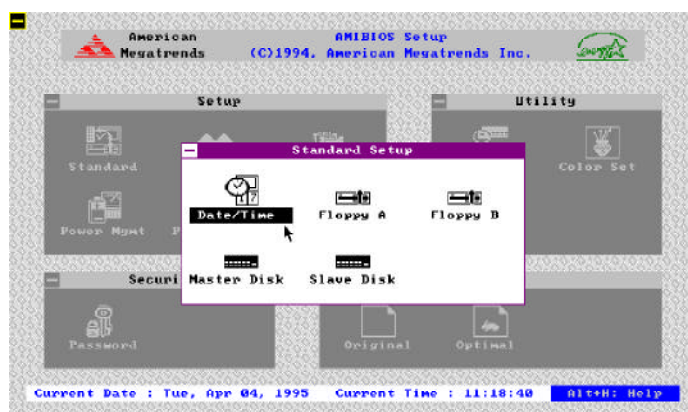 American
Megatrends
AMIBIOS Setup
(C)1994, American Megatrends Inc.
Setup
Utility
Standard
Color Set
Standard Setup
Date/Time
Floppy A
Floppy B
Power Mgmt
Master Disk
Slave Disk
Securi
Password
Original
Optimal
Current Date : Tue, Apr 04, 1995
Current Time : 11:18:40
Alt+H: Help